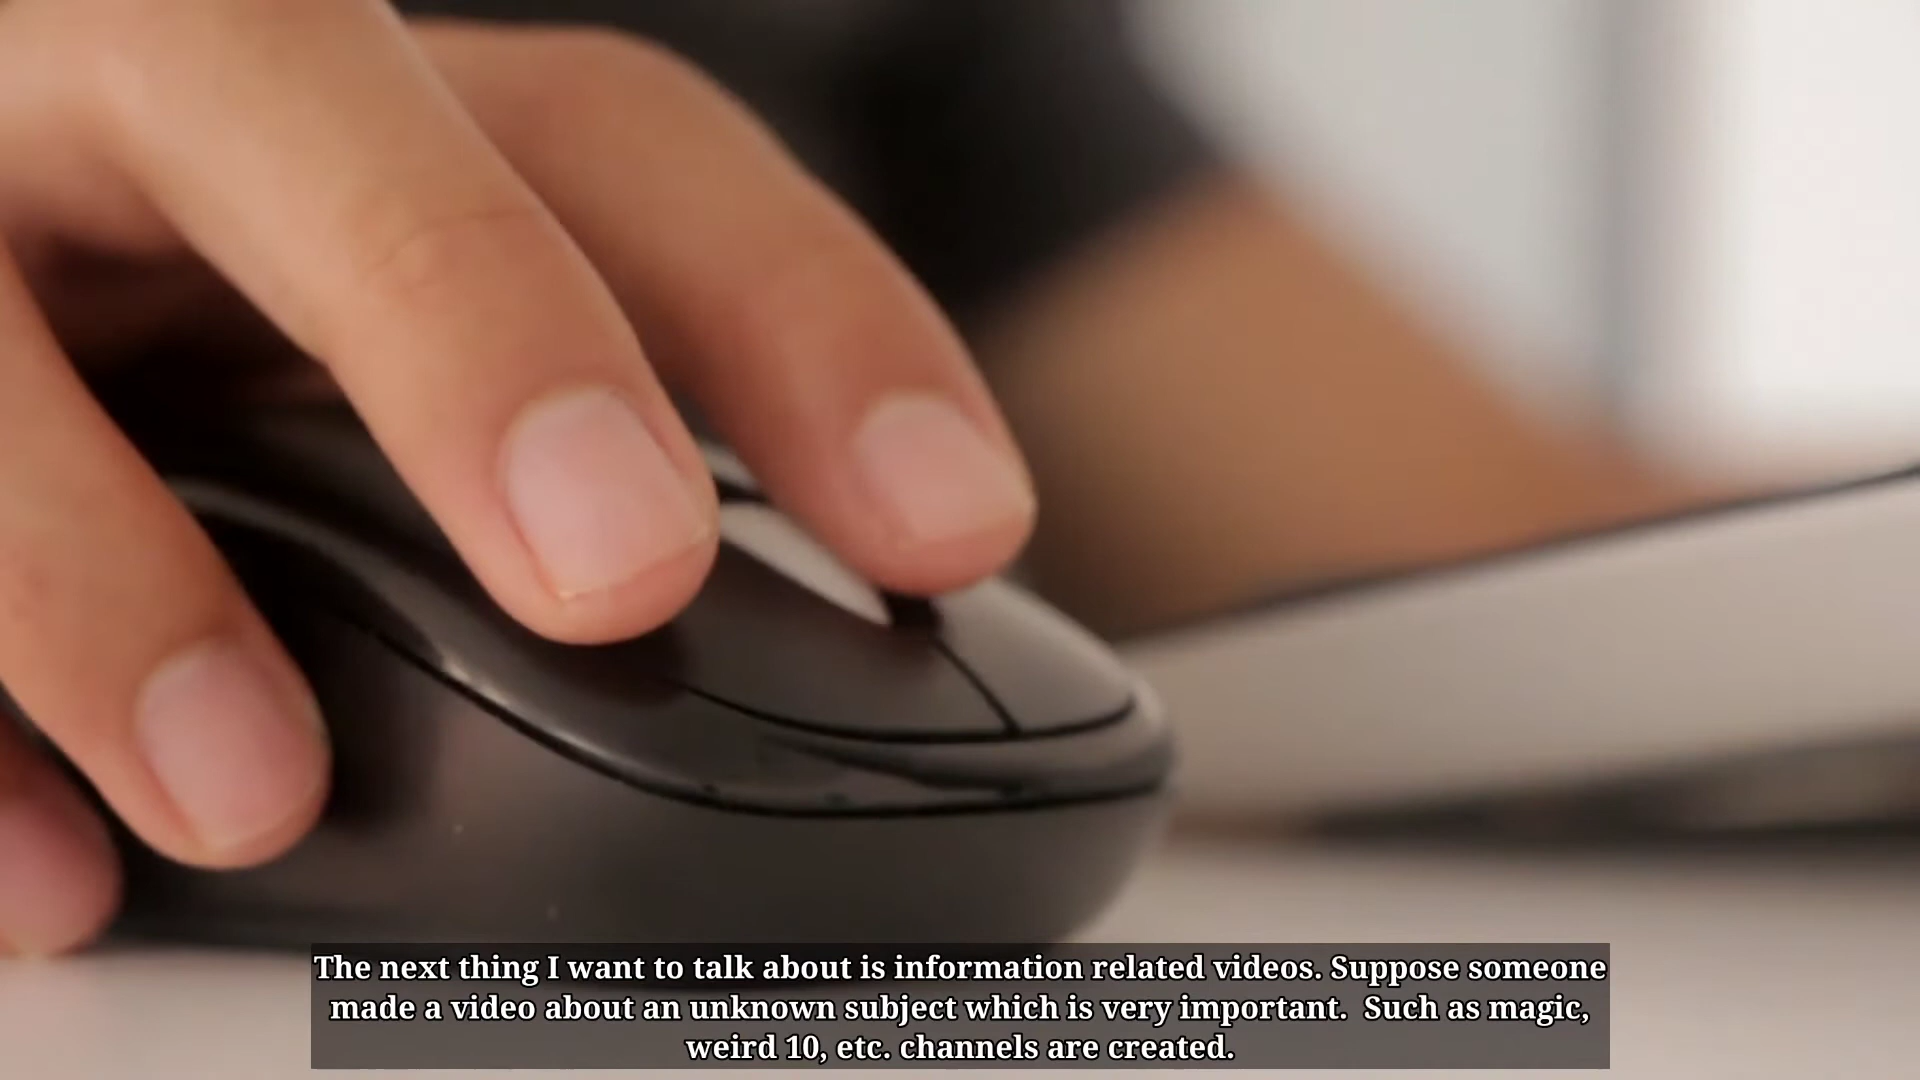 The next thing I want to talk about is information related videos. Suppose someone
made a video about an unknown subject which is very important.  Such as magic,
weird 10, etc. channels are created.